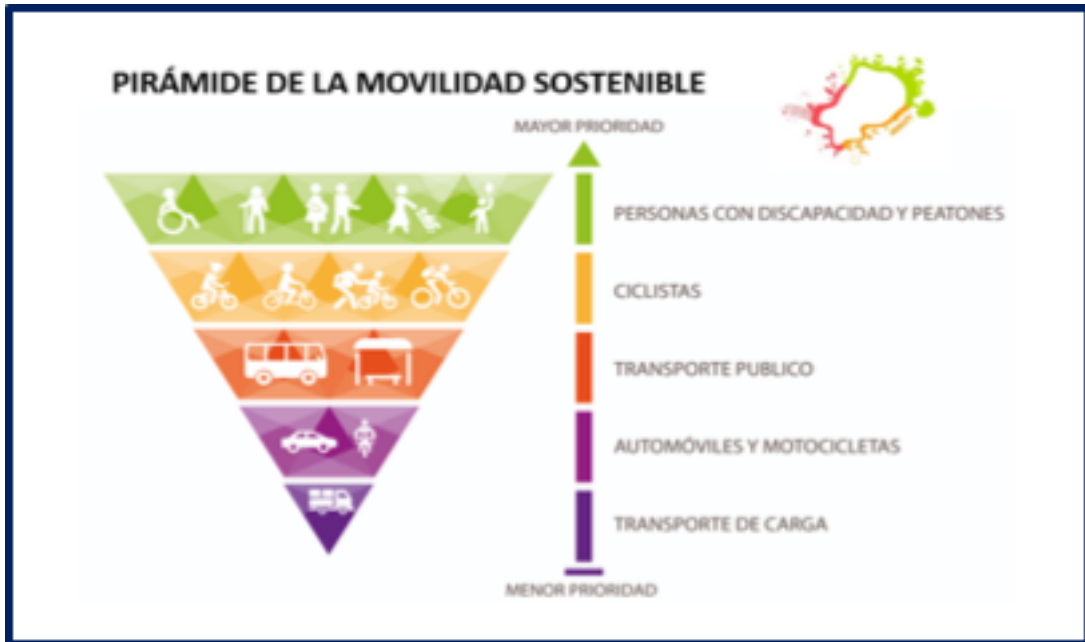 PIRÁMIDE DE LA MOVILIDAD SOSTENIBLE
MAYOR PRIORIDAD
PERSONAS CON DISCAPACIDAD Y PEATONES
CICLISTAS
TRANSPORTE PUBLICO
AUTOMÓVILES Y MOTOCICLETAS
TRANSPORTE DE CARGA
MENOR PRIORIDAD